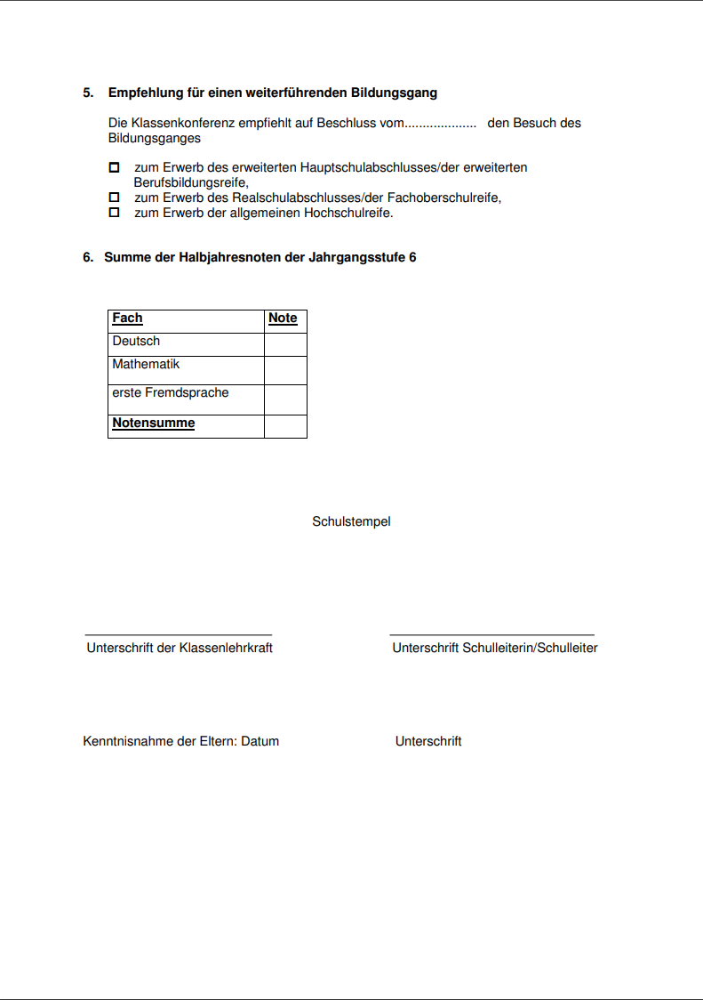 5. Empfehlung für einen weiterführenden Bildungsgang
Die Klassenkonferenz empfiehlt auf Beschluss vom.................... den Besuch des
Bildungsganges
zum Erwerb des erweiterten Hauptschulabschlusses/der erweiterten
Berufsbildungsreife,
zum Erwerb des Realschulabschlusses/der Fachoberschulreife,
zum Erwerb der allgemeinen Hochschulreife.
6. Summe der Halbjahresnoten der Jahrgangsstufe 6
Fach Note
Deutsch
Mathematik
erste Fremdsprache
Notensumme
Schulstempel
Unterschrift der Klassenlehrkraft Unterschrift Schulleiterin/Schulleiter
Kenntnisnahme der Eltern: Datum Unterschrift